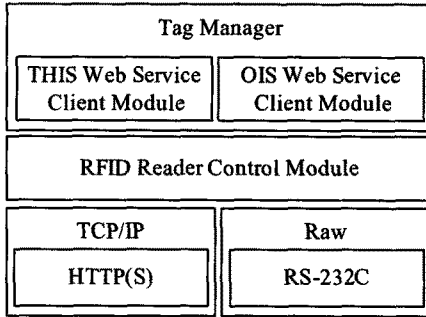 Tag Manager
THIS Web Service OIS Web Service
Client Module Client Module
RFID Reader Control Module
TCP/IP Raw
HTTP(S) RS-232C